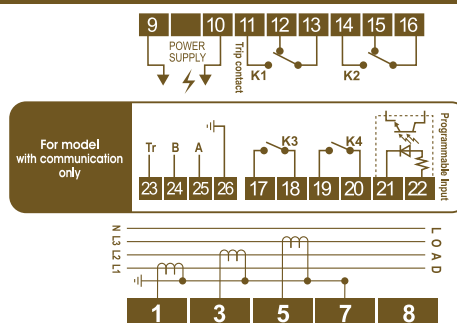 9 10 11 12 13 14 15 16
POWER
SUPPLY
Trip contact
K1
K2
For model
with communication
only
Tr B A
K3
K4
23 24 25 26 17 18 19 20 21 22
Programmable Input
N L3 L2 L1
LOAD
1 3 5 7 8